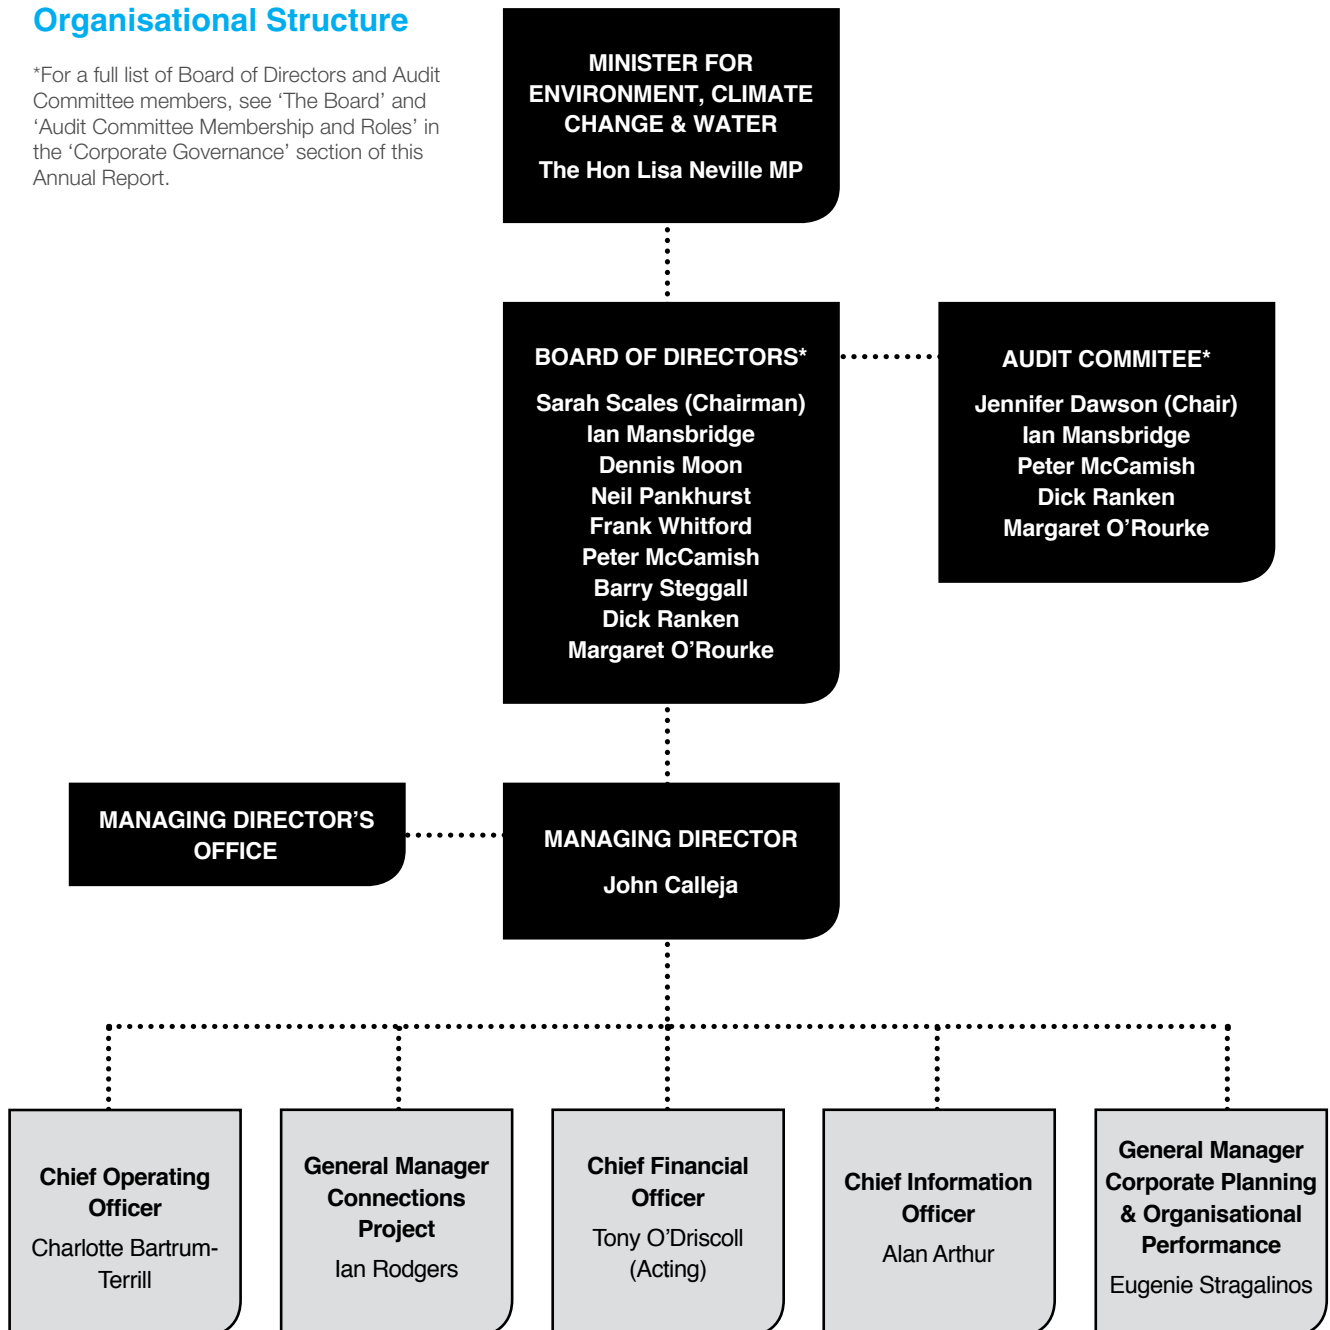 Organisational Structure
*For a full list of Board of Directors and Audit
Committee members, see ‘The Board’ and
‘Audit Committee Membership and Roles’ in
the ‘Corporate Governance’ section of this
Annual Report.
MINISTER FOR
ENVIRONMENT, CLIMATE
CHANGE & WATER
The Hon Lisa Neville MP
BOARD OF DIRECTORS*
Sarah Scales (Chairman)
Ian Mansbridge
Dennis Moon
Neil Pankhurst
Frank Whitford
Peter McCamish
Barry Steggall
Dick Ranken
Margaret O’Rourke
AUDIT COMMITEE*
Jennifer Dawson (Chair)
Ian Mansbridge
Peter McCamish
Dick Ranken
Margaret O’Rourke
MANAGING DIRECTOR’S
OFFICE
MANAGING DIRECTOR
John Calleja
Chief Operating
Officer
Charlotte Bartrum-
Terrill
General Manager
Connections
Project
Ian Rodgers
Chief Financial
Officer
Tony O’Driscoll
(Acting)
Chief Information
Officer
Alan Arthur
General Manager
Corporate Planning
& Organisational
Performance
Eugenie Stragalinos